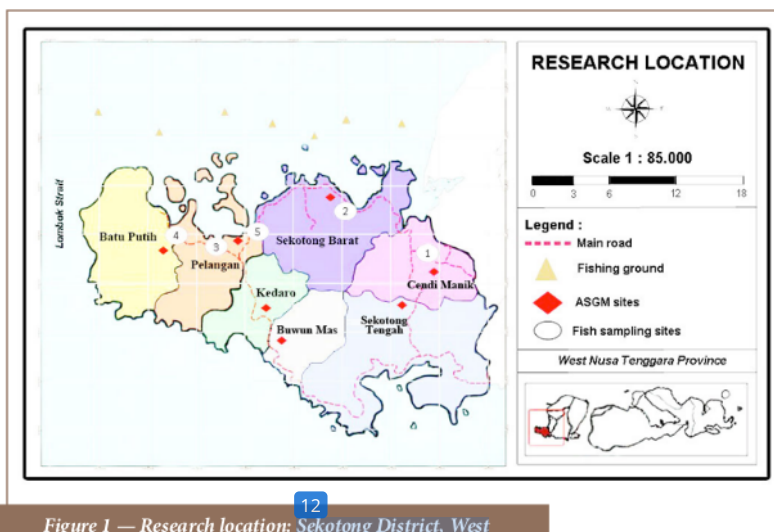 RESEARCH LOCATION
Scale 1 : 85.000
0 3 6 12 18
Legend :
Main road
Fishing ground
ASGM sites
Fish sampling sites
West Nusa Tenggara Province
Lombok Strait
Batu Putih
4
3
5
Pelangan
2
Sekotong Barat
1
Cendi Manik
Kedaro
Buwun Mas
Sekotong
Tengah
12
Figure 1 — Research location: Sekotong District, West